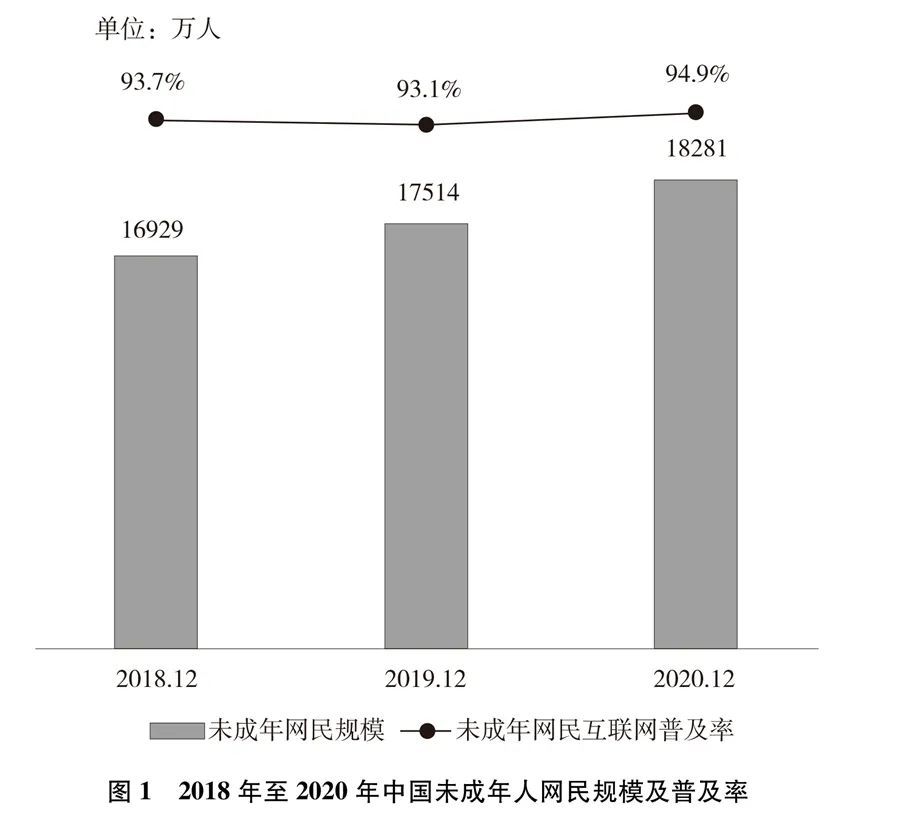 单位：万人
93.7%
93.1%
94.9%
16929
17514
18281
2018.12
2019.12
2020.12
未成年网民规模
未成年网民互联网普及率
图 1 2018 年至 2020 年中国未成年人网民规模及普及率